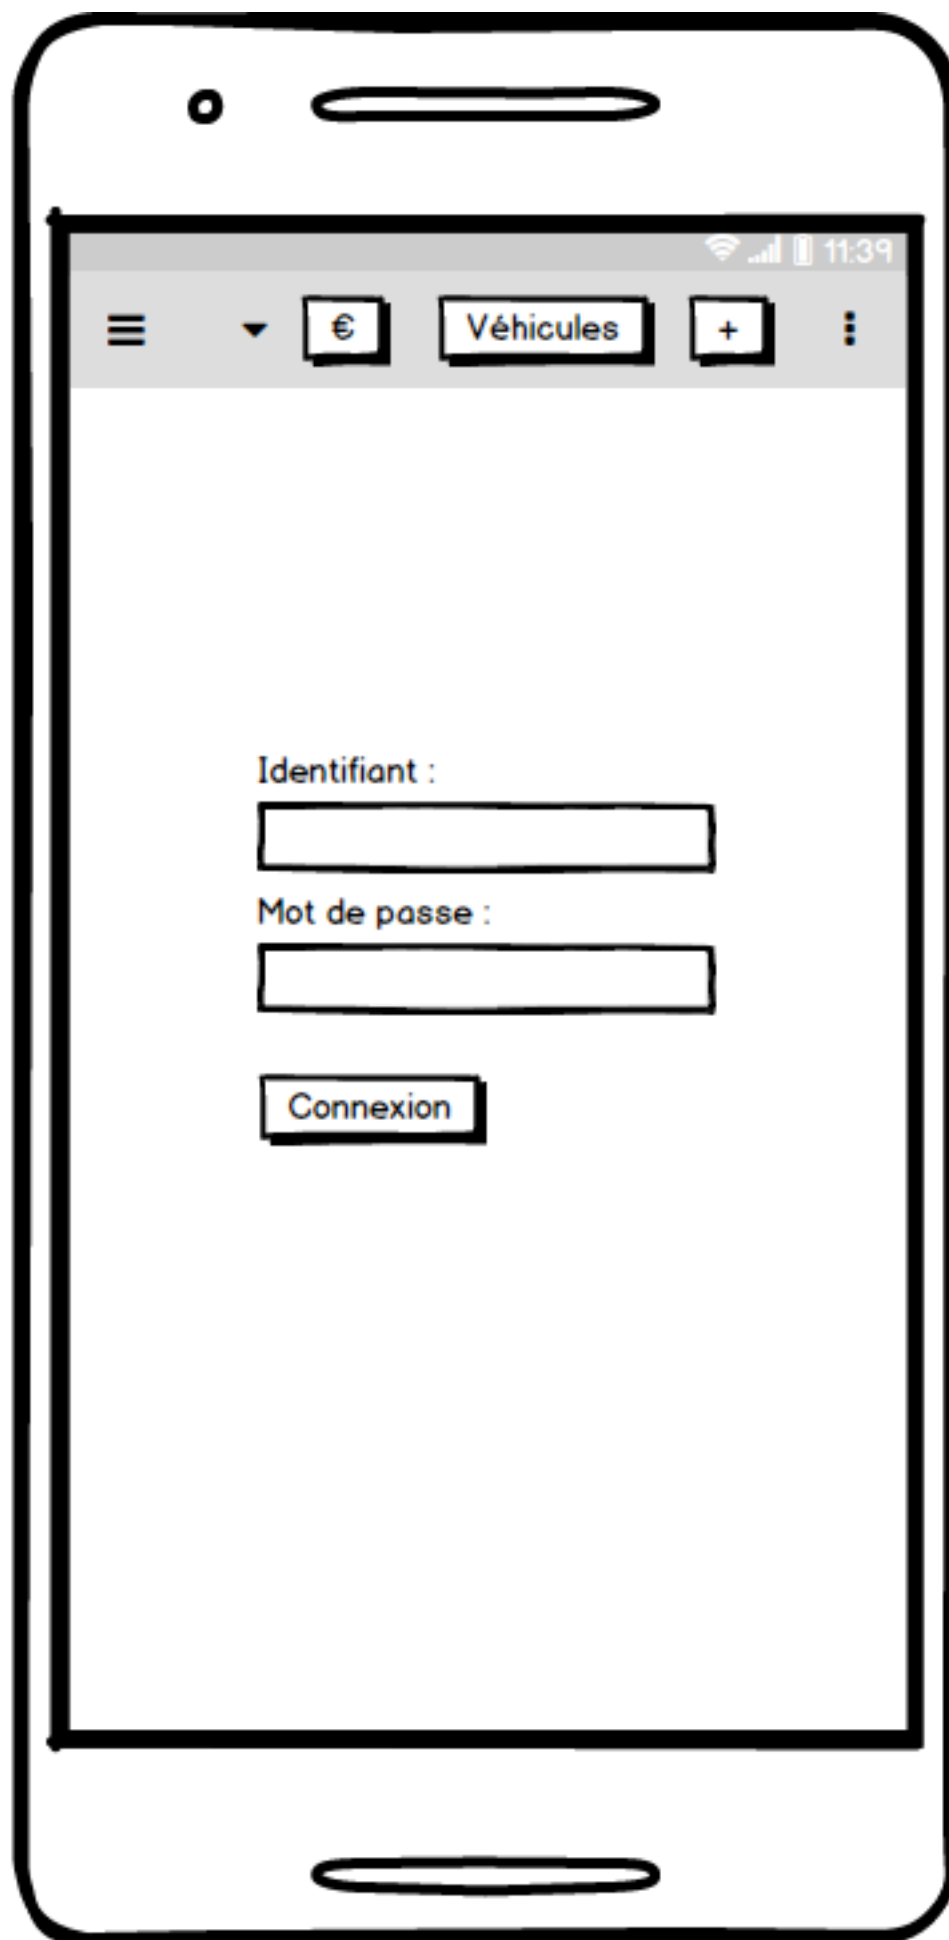 11:39
€ Véhicules +
Identifiant :
Mot de passe :
Connexion